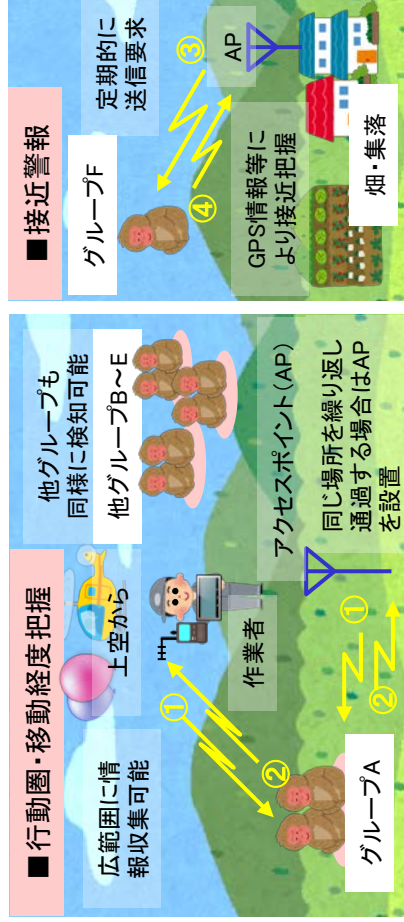 ■行動圏・移動経度把握
広範囲に情
報収集可能
上空から
他グループも
同様に検知可能
他グループB～E
①
②
作業者
アクセスポイント(AP)
同じ場所を繰り返し
通過する場合はAP
を設置
①
②
グループA
■接近警報
グループF
定期的に
送信要求
③
④
AP
GPS情報等に
より接近把握
畑・集落